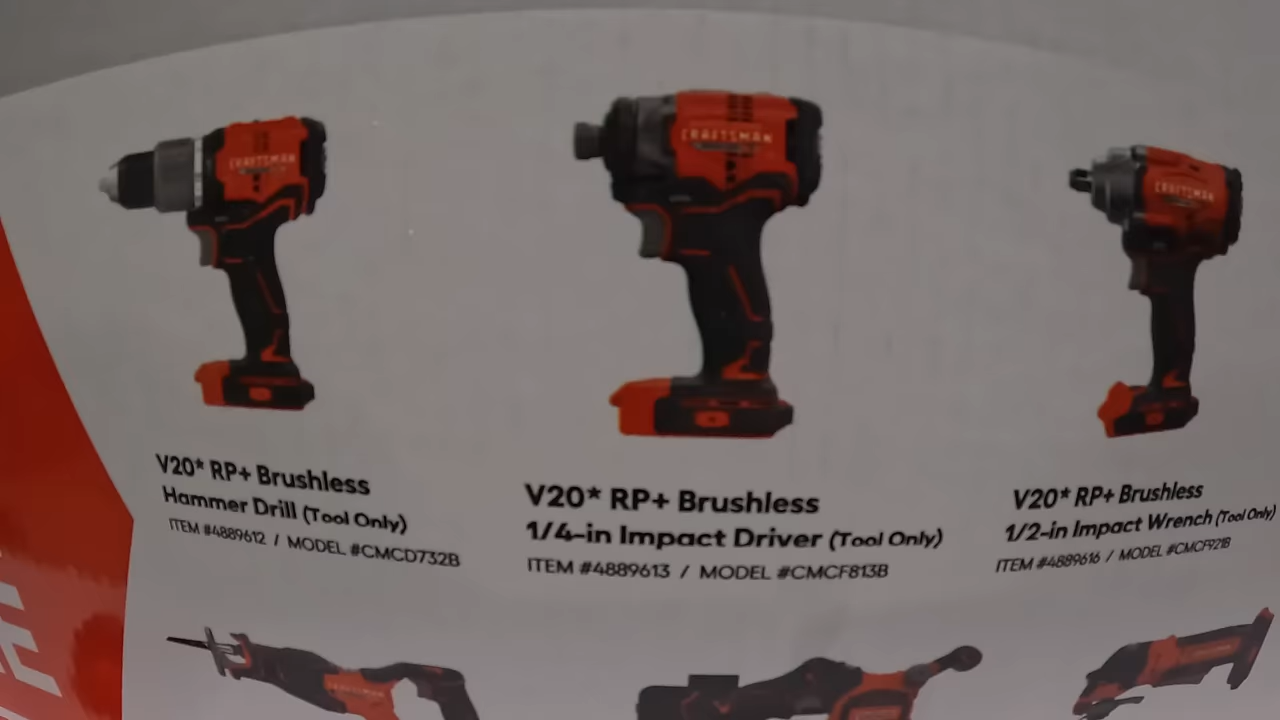 CRAFTSMAN
CRAFTSMAN
CRAFTSMAN
V20* RP+ Brushless
Hammer Drill (Tool Only)
ITEM #4889612 / MODEL #CMCD732B
V20* RP+ Brushless
1/4-in Impact Driver (Tool Only)
ITEM #4889613 / MODEL #CMCF813B
V20* RP+ Brushless
1/2-in Impact Wrench (Tool Only)
ITEM #4889616 / MODEL #CMCF921B
CRAFTSMAN